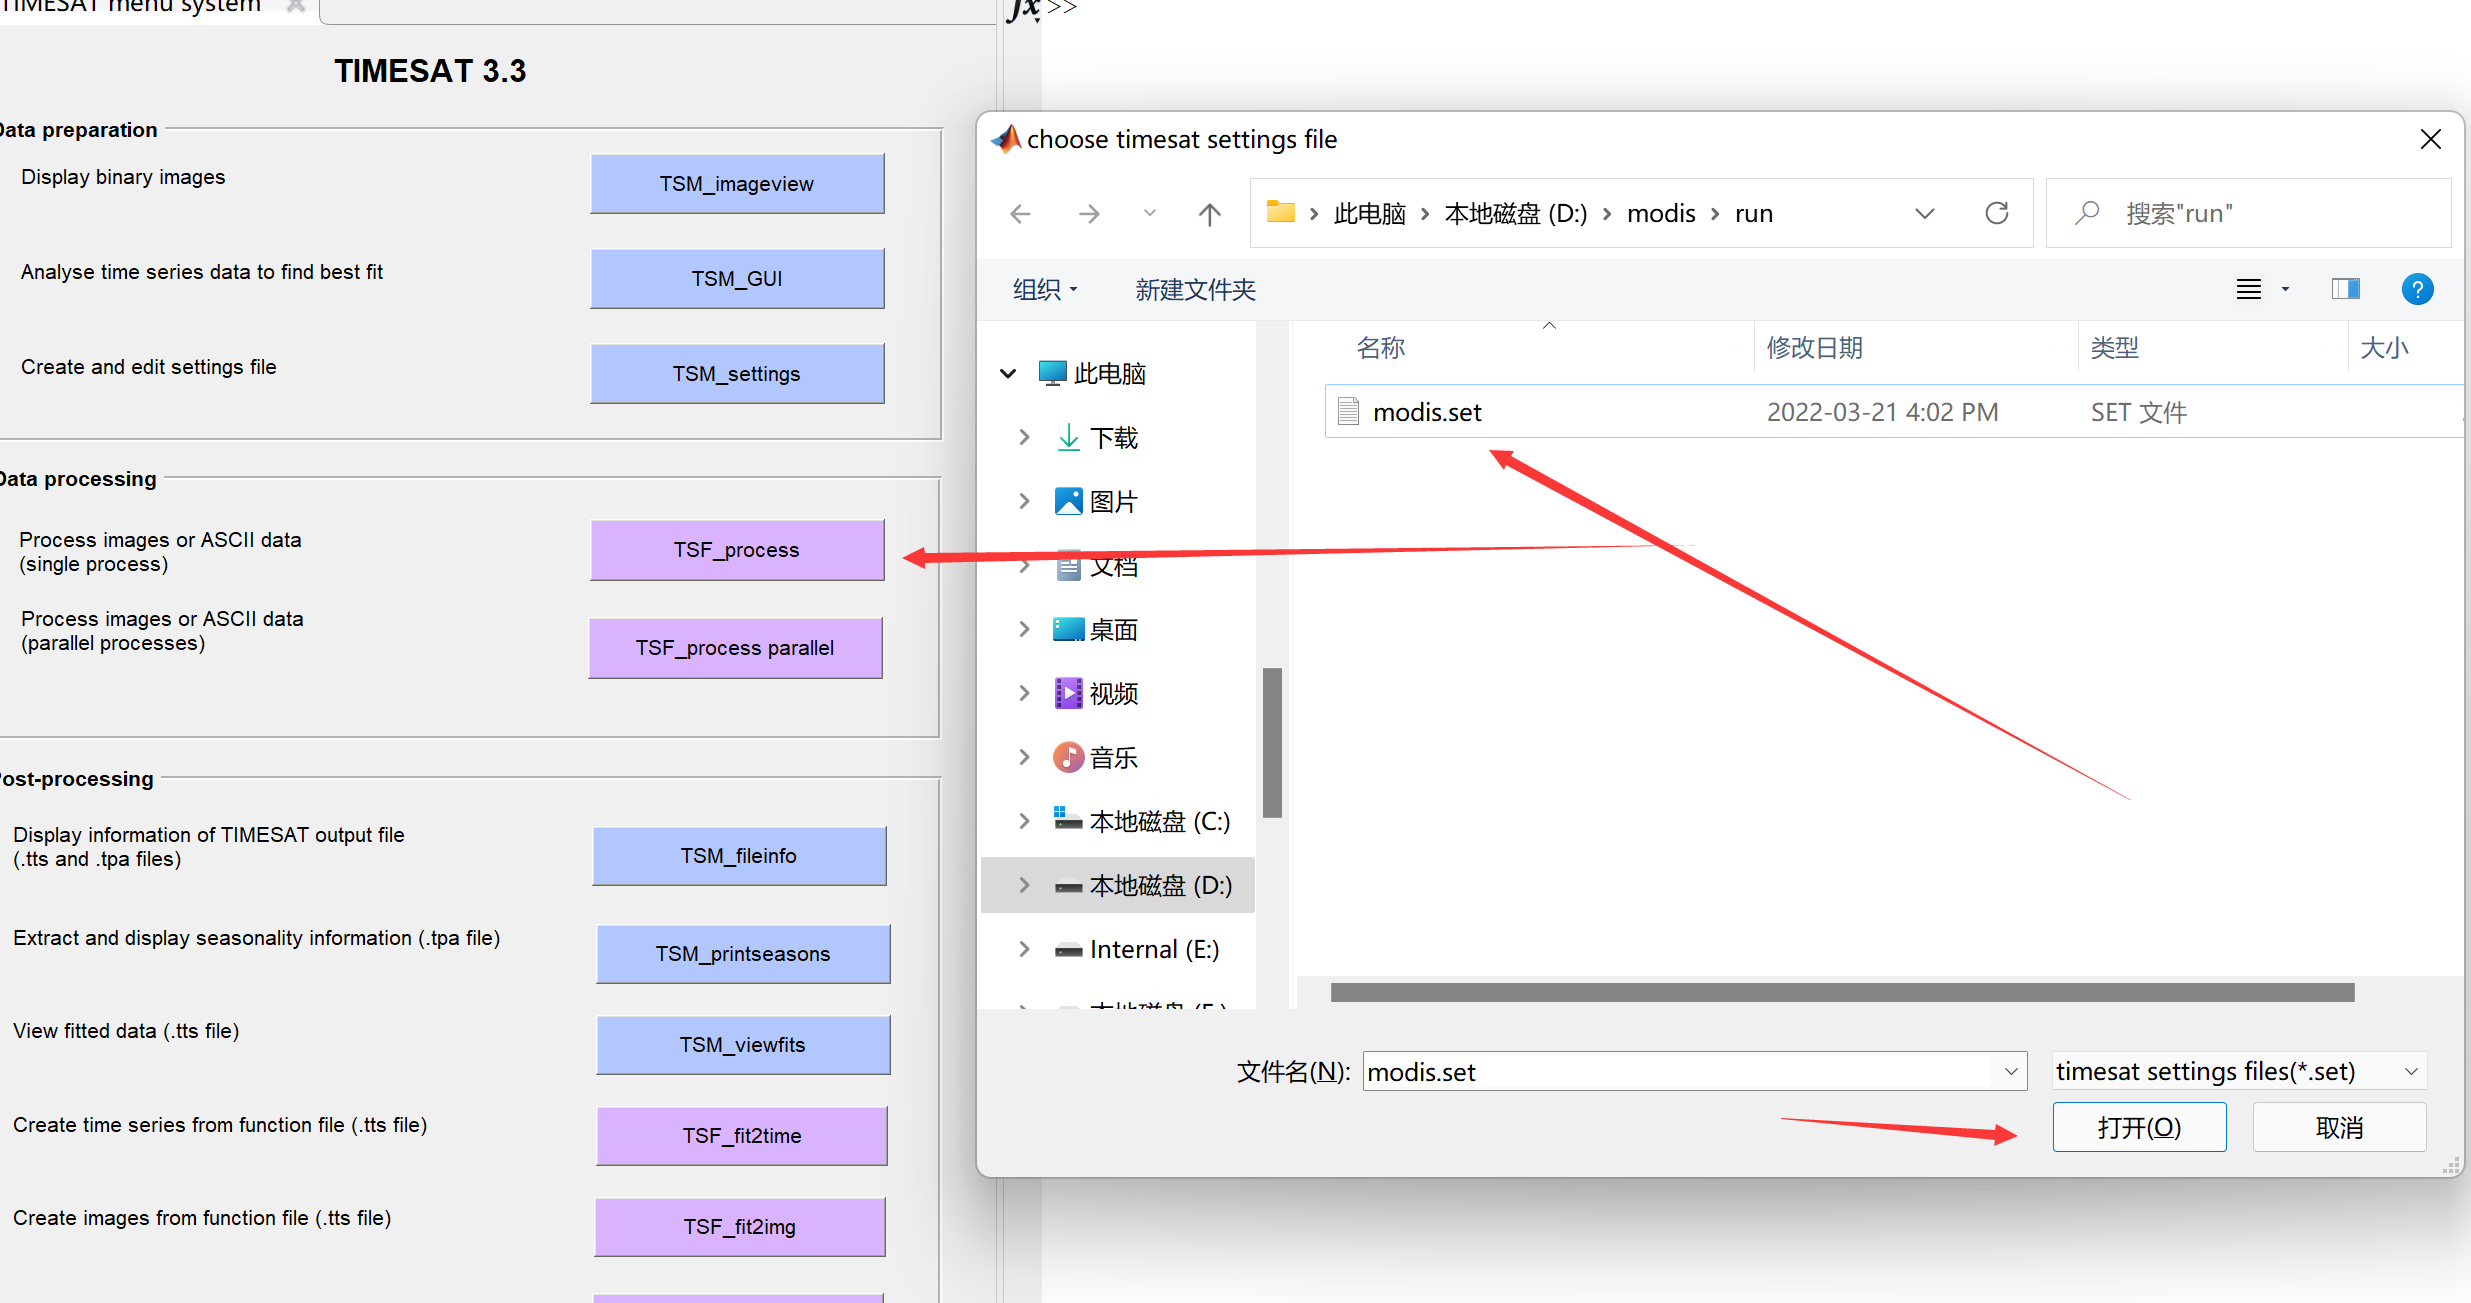 TIMESAT menu system
fx >>
TIMESAT 3.3
Data preparation
Display binary images
TSM_imageview
Analyse time series data to find best fit
TSM_GUI
Create and edit settings file
TSM_settings
Data processing
Process images or ASCII data
(single process)
TSF_process
Process images or ASCII data
(parallel processes)
TSF_process parallel
Post-processing
Display information of TIMESAT output file
(.tts and .tpa files)
TSM_fileinfo
Extract and display seasonality information (.tpa file)
TSM_printseasons
View fitted data (.tts file)
TSM_viewfits
Create time series from function file (.tts file)
TSF_fit2time
Create images from function file (.tts file)
TSF_fit2img
choose timesat settings file
此电脑 本地磁盘 (D:) modis run
搜索"run"
组织 新建文件夹
名称 修改日期 类型 大小
modis.set 2022-03-21 4:02 PM SET 文件
此电脑
下载
图片
文档
桌面
视频
音乐
本地磁盘 (C:)
本地磁盘 (D:)
Internal (E:)
文件名(N): modis.set timesat settings files(*.set)
打开(O) 取消